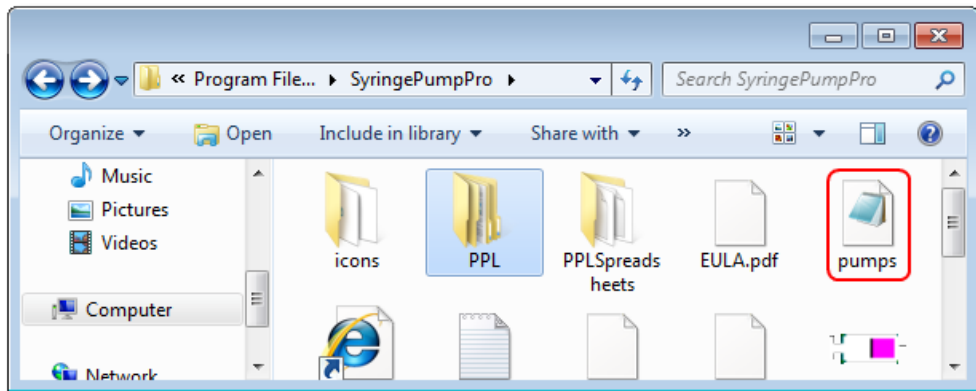 « Program File... ▸ SyringePumpPro ▸
Search SyringePumpPro
Organize Open Include in library Share with »
Music
Pictures
Videos
Computer
Network
icons
PPL
PPLSpreads
heets
EULA.pdf
pumps